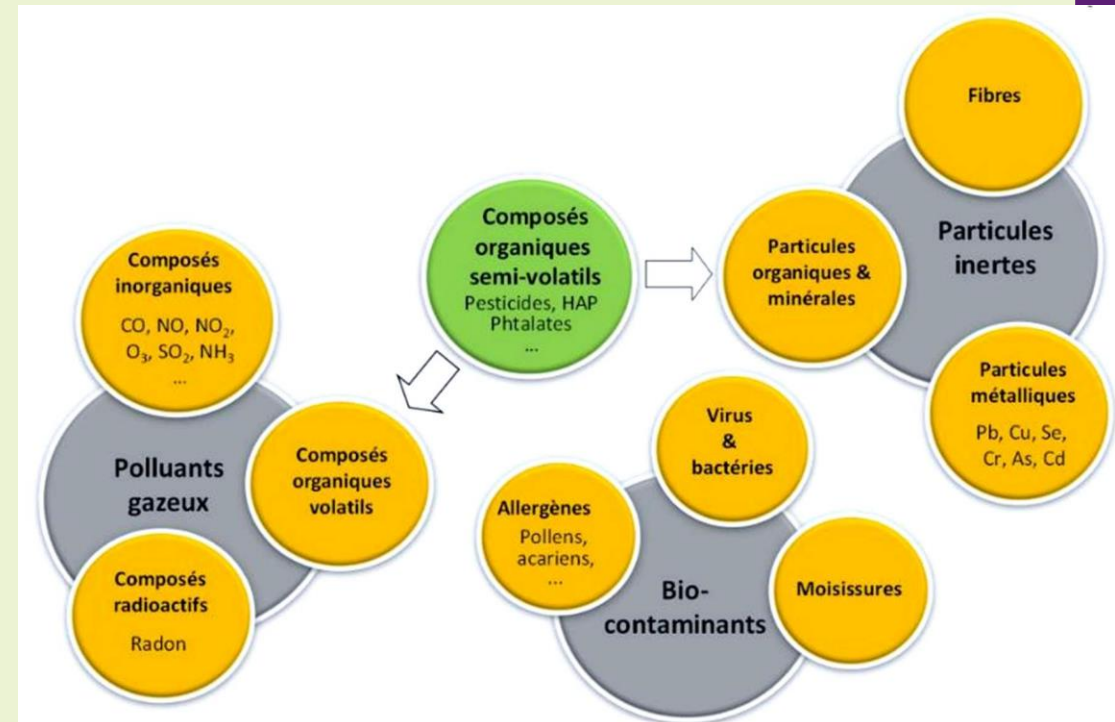 Fibres
Particules
inertes
Particules
organiques &
minérales
Particules
métalliques
Pb, Cu, Se,
Cr, As, Cd
Composés
organiques
semi-volatils
Pesticides, HAP
Phtalates
...
Composés
inorganiques
CO, NO, NO₂,
O₃, SO₂, NH₃
...
Polluants
gazeux
Composés
organiques
volatils
Composés
radioactifs
Radon
Virus
&
bactéries
Allergènes
Pollens,
acariens,
...
Bio-
contaminants
Moisissures